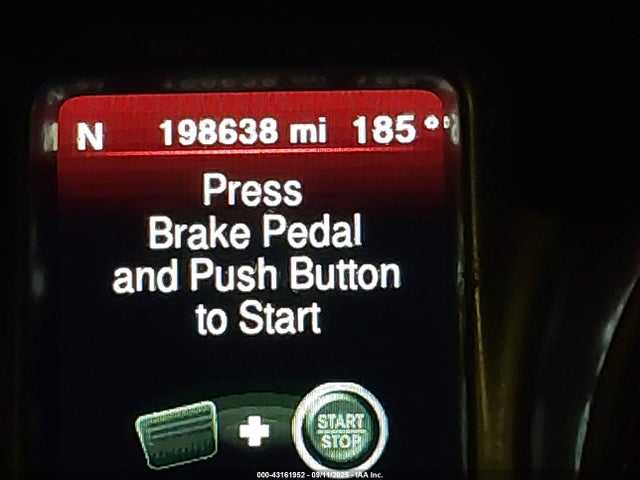 N 198638 mi 185°
Press
Brake Pedal
and Push Button
to Start
START
STOP
000-43161952 - 09/11/2025 - IAA Inc.